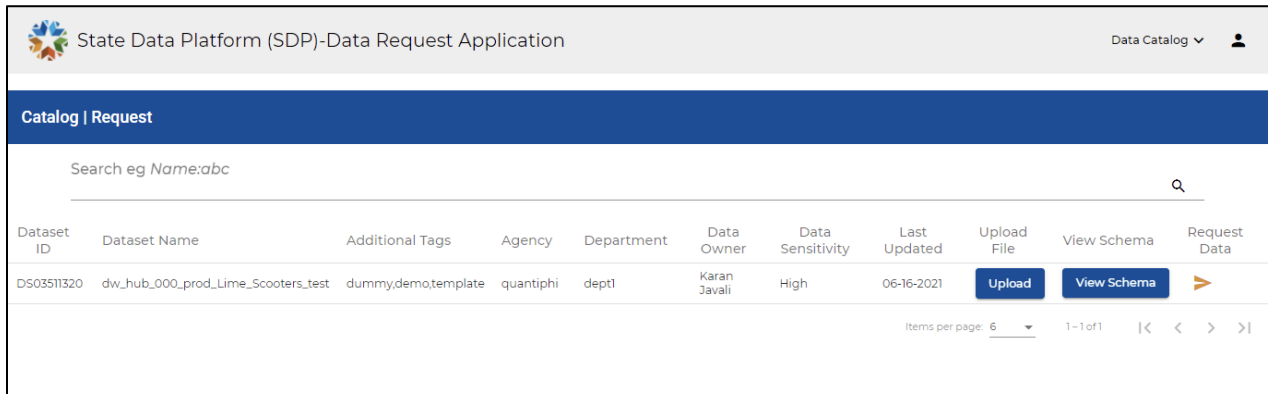 State Data Platform (SDP)-Data Request Application
Data Catalog
Catalog | Request
Search eg Name:abc
Dataset ID Dataset Name Additional Tags Agency Department Data Owner Data Sensitivity Last Updated Upload File View Schema Request Data
DS03511320 dw_hub_000_prod_Lime_Scooters_test dummy,demo,template quantiphi dept1 Karan Javali High 06-16-2021 Upload View Schema
Items per page: 6 1 – 1 of 1